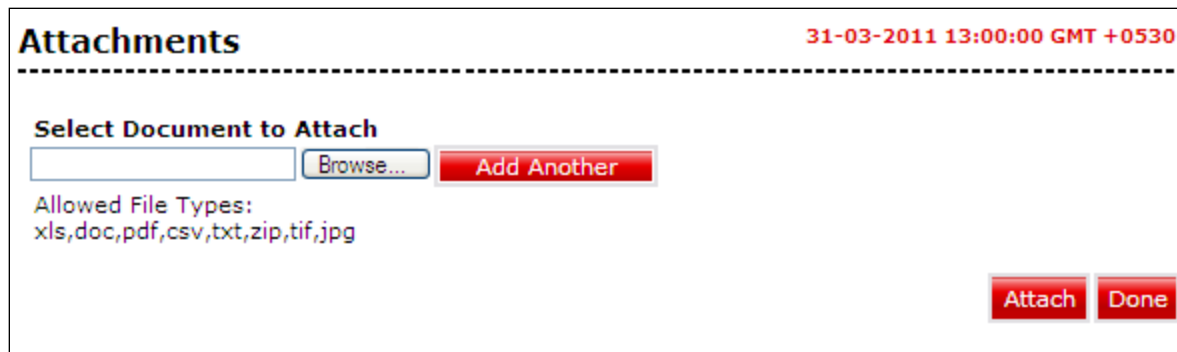 Attachments
31-03-2011 13:00:00 GMT +0530
Select Document to Attach
Browse...
Add Another
Allowed File Types:
xls,doc,pdf,csv,txt,zip,tif,jpg
Attach
Done